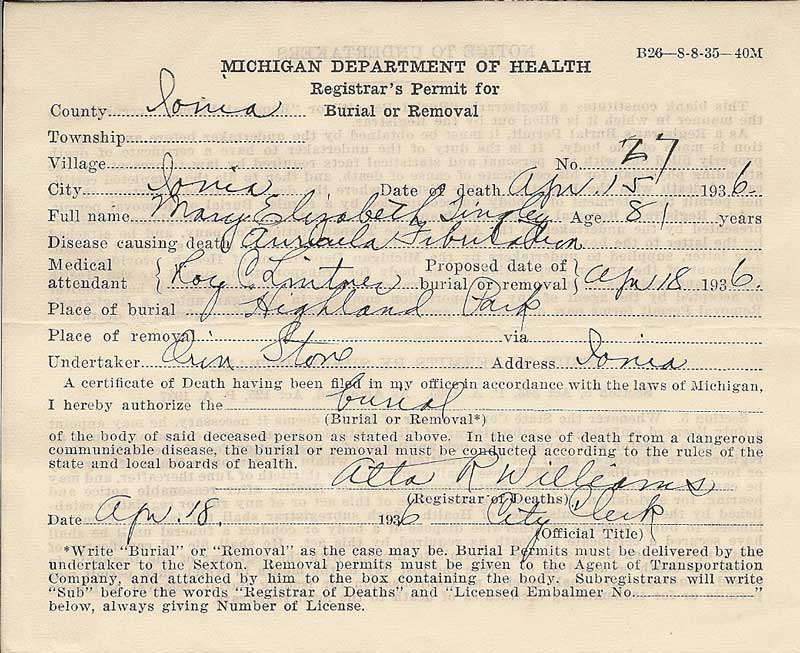 B26—8-8-35—40M
MICHIGAN DEPARTMENT OF HEALTH
Registrar's Permit for
County Ionia Burial or Removal
Township
Village No. 27
City Ionia Date of death Apr. 15 1936.
Full name Mary Elizabeth Tingley Age 81 years
Disease causing death Auricula Fibulation
Medical Proposed date of
attendant Roy C. Lintner burial or removal Apr 18 1936.
Place of burial Highland Park
Place of removal via
Undertaker Orin Stone Address Ionia
A certificate of Death having been filed in my office in accordance with the laws of Michigan,
I hereby authorize the burial
(Burial or Removal*)
of the body of said deceased person as stated above. In the case of death from a dangerous
communicable disease, the burial or removal must be conducted according to the rules of the
state and local boards of health.
Alta R Williams
(Registrar of Deaths)
Date Apr. 18. 1936 City Clerk
(Official Title)
*Write "Burial" or "Removal" as the case may be. Burial Permits must be delivered by the
undertaker to the Sexton. Removal permits must be given to the Agent of Transportation
Company, and attached by him to the box containing the body. Subregistrars will write
"Sub" before the words "Registrar of Deaths" and "Licensed Embalmer No. "
below, always giving Number of License.